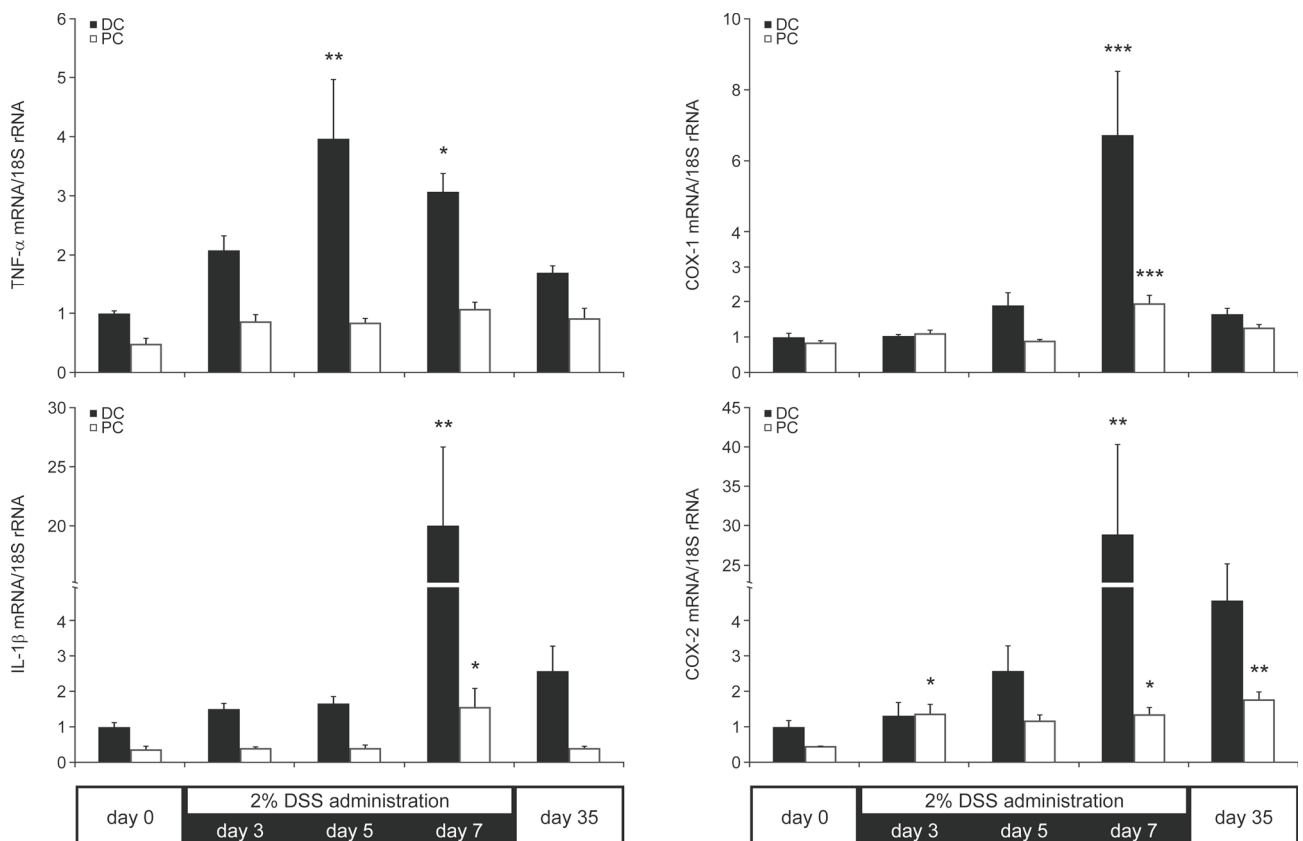 6
5
4
3
2
1
0
TNF-α mRNA/18S rRNA
■ DC
□ PC
**
*
10
8
6
4
3
2
1
0
COX-1 mRNA/18S rRNA
■ DC
□ PC
***
***
30
25
20
4
3
2
1
0
IL-1β mRNA/18S rRNA
■ DC
□ PC
**
*
45
40
35
30
25
4
3
2
1
0
COX-2 mRNA/18S rRNA
■ DC
□ PC
*
**
*
**
day 0
2% DSS administration
day 3
day 5
day 7
day 35
day 0
2% DSS administration
day 3
day 5
day 7
day 35